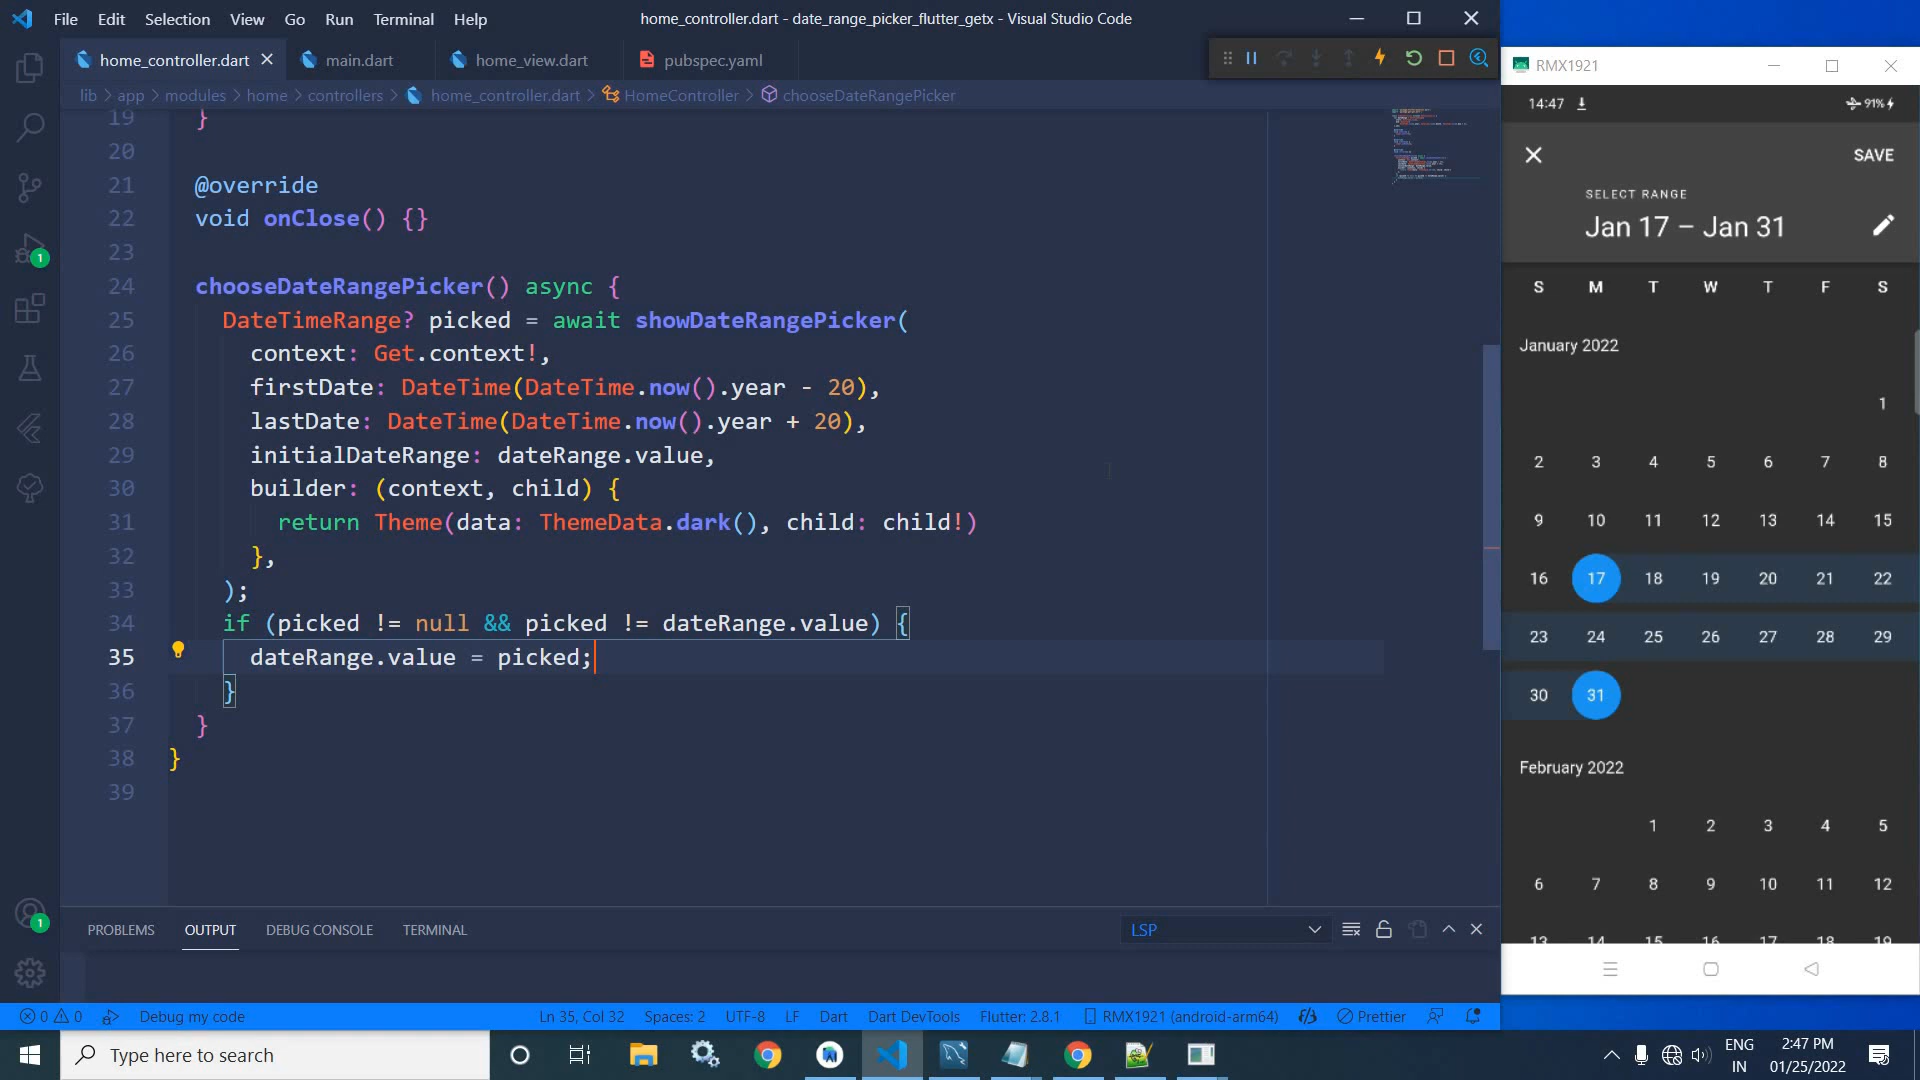 File Edit Selection View Go Run Terminal Help
home_controller.dart - date_range_picker_flutter_getx - Visual Studio Code
home_controller.dart main.dart home_view.dart pubspec.yaml
lib > app > modules > home > controllers > home_controller.dart > HomeController > chooseDateRangePicker
19 }
20
21 @override
22 void onClose() {}
23
24 chooseDateRangePicker() async {
25 DateTimeRange? picked = await showDateRangePicker(
26 context: Get.context!,
27 firstDate: DateTime(DateTime.now().year - 20),
28 lastDate: DateTime(DateTime.now().year + 20),
29 initialDateRange: dateRange.value,
30 builder: (context, child) {
31 return Theme(data: ThemeData.dark(), child: child!)
32 },
33 );
34 if (picked != null && picked != dateRange.value) {
35 dateRange.value = picked;
36 }
37 }
38 }
39
1
1
PROBLEMS OUTPUT DEBUG CONSOLE TERMINAL
LSP
0 0 Debug my code
Ln 35, Col 32 Spaces: 2 UTF-8 LF Dart Dart DevTools Flutter: 2.8.1 RMX1921 (android-arm64) Prettier
Type here to search
ENG
IN
2:47 PM
01/25/2022
RMX1921
14:47 91%
SAVE
SELECT RANGE
Jan 17 – Jan 31
S M T W T F S
January 2022
1
2 3 4 5 6 7 8
9 10 11 12 13 14 15
16 17 18 19 20 21 22
23 24 25 26 27 28 29
30 31
February 2022
1 2 3 4 5
6 7 8 9 10 11 12
13 14 15 16 17 18 19